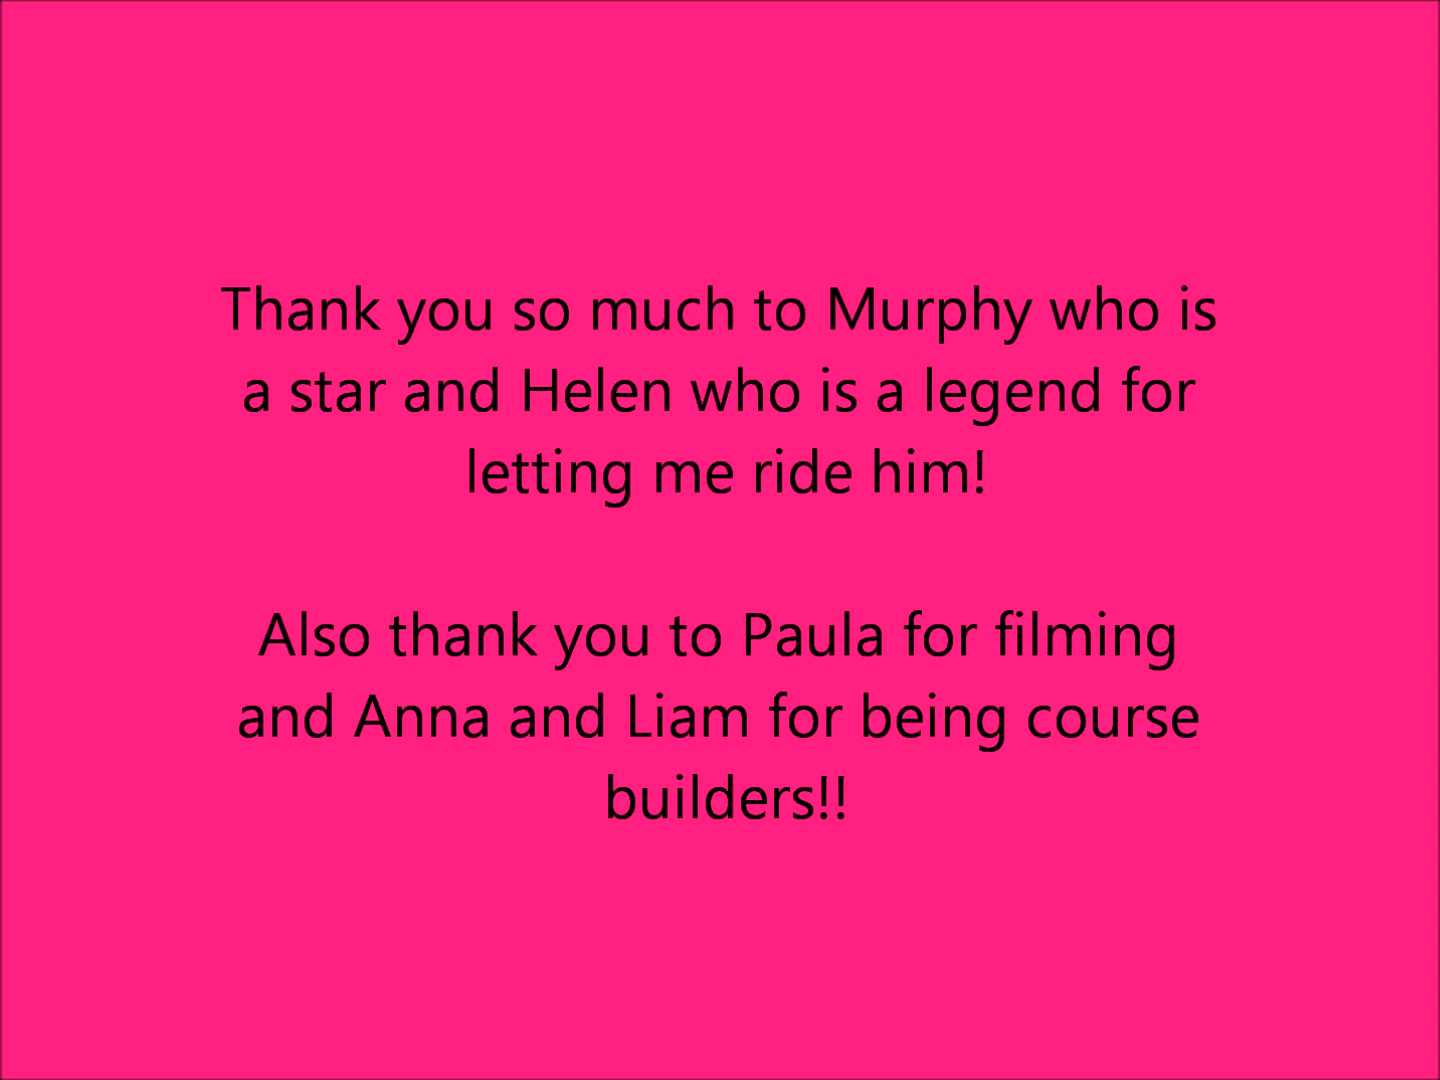 Thank you so much to Murphy who is
a star and Helen who is a legend for
letting me ride him!
Also thank you to Paula for filming
and Anna and Liam for being course
builders!!